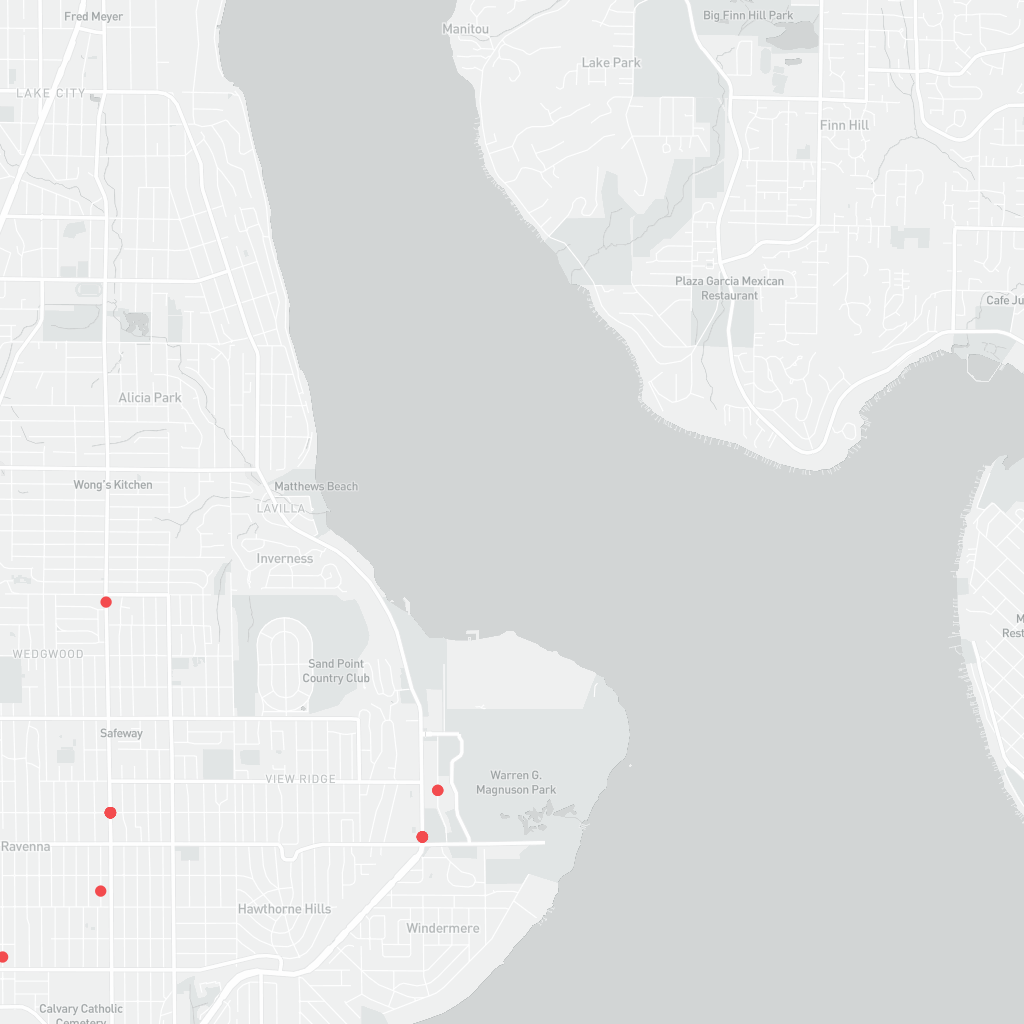 Fred Meyer
Manitou
Big Finn Hill Park
Lake Park
LAKE CITY
Finn Hill
Plaza Garcia Mexican
Restaurant
Cafe Ju
Alicia Park
Wong's Kitchen
Matthews Beach
LAVILLA
Inverness
M
Rest
WEDGWOOD
Sand Point
Country Club
Safeway
VIEW RIDGE
Warren G.
Magnuson Park
Ravenna
Hawthorne Hills
Windermere
Calvary Catholic
Cemetery